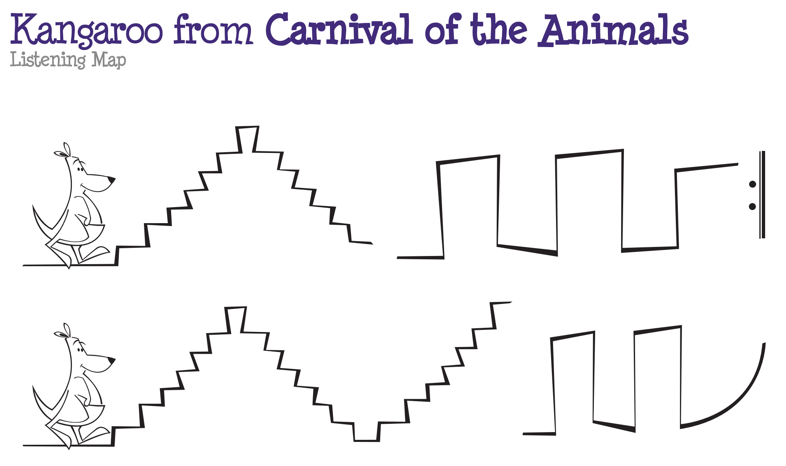 Kangaroo from Carnival of the Animals
Listening Map